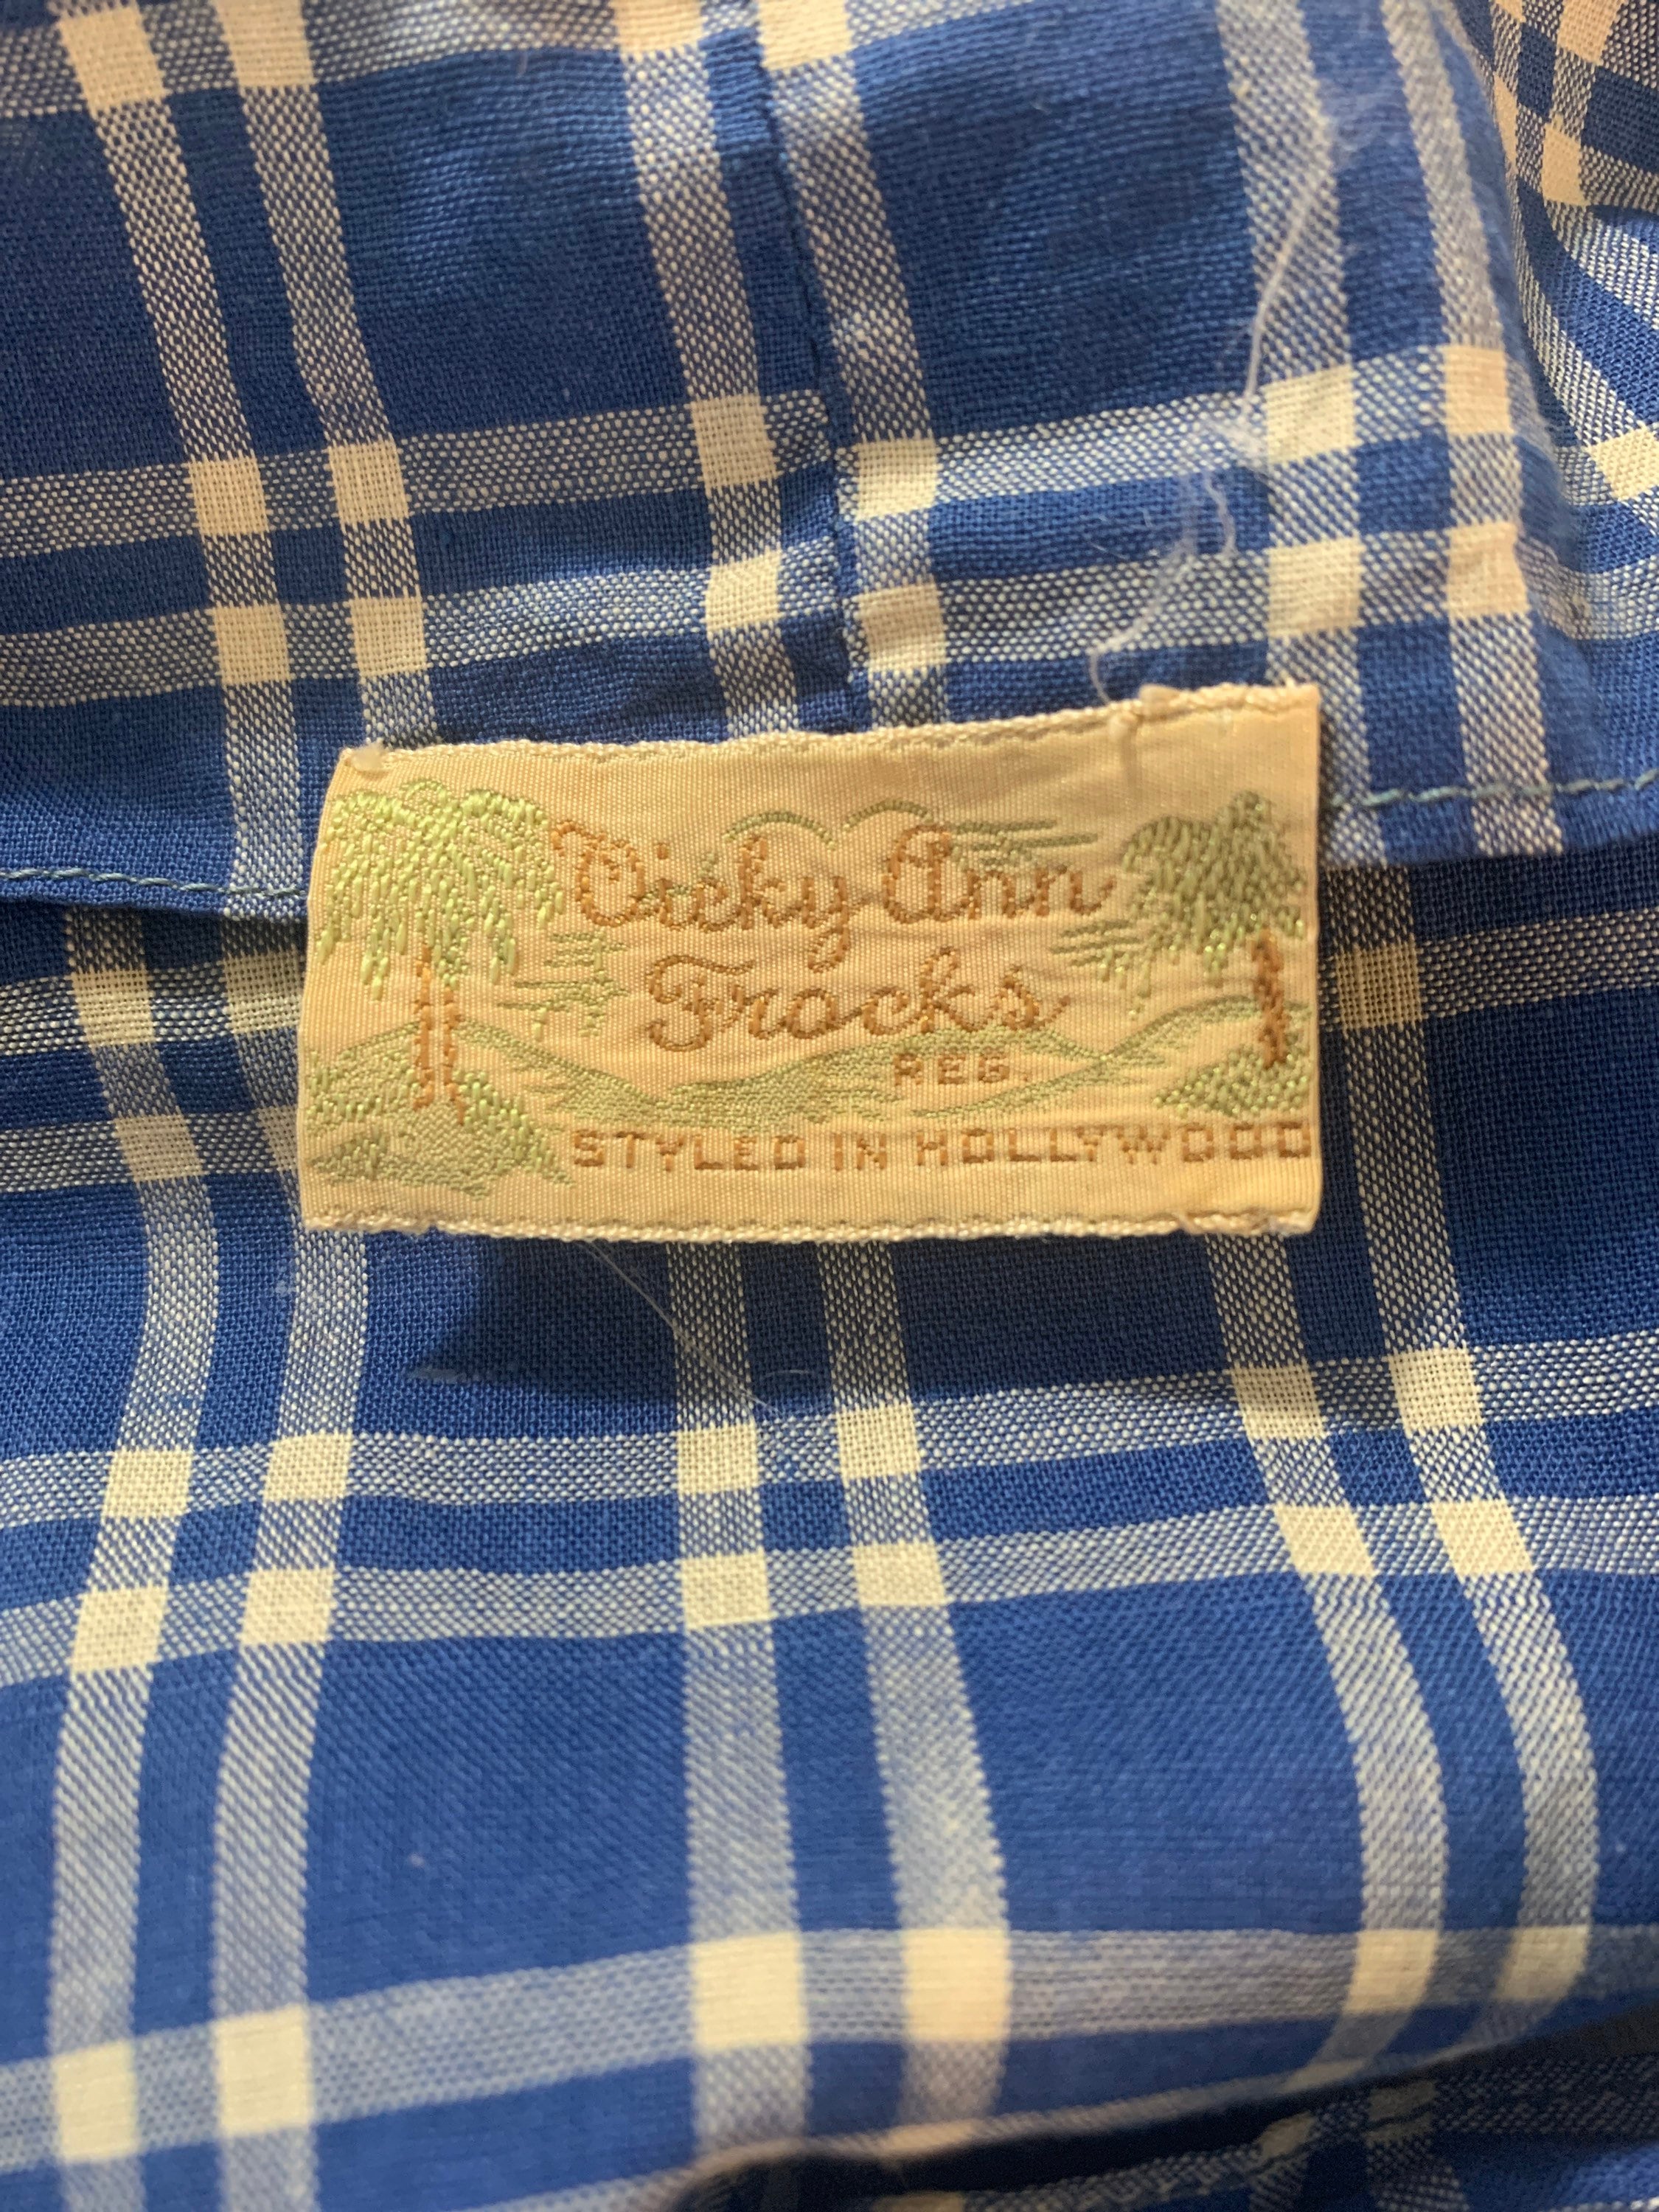 Vicky Ann
Frocks
REG.
STYLED IN HOLLYWOOD